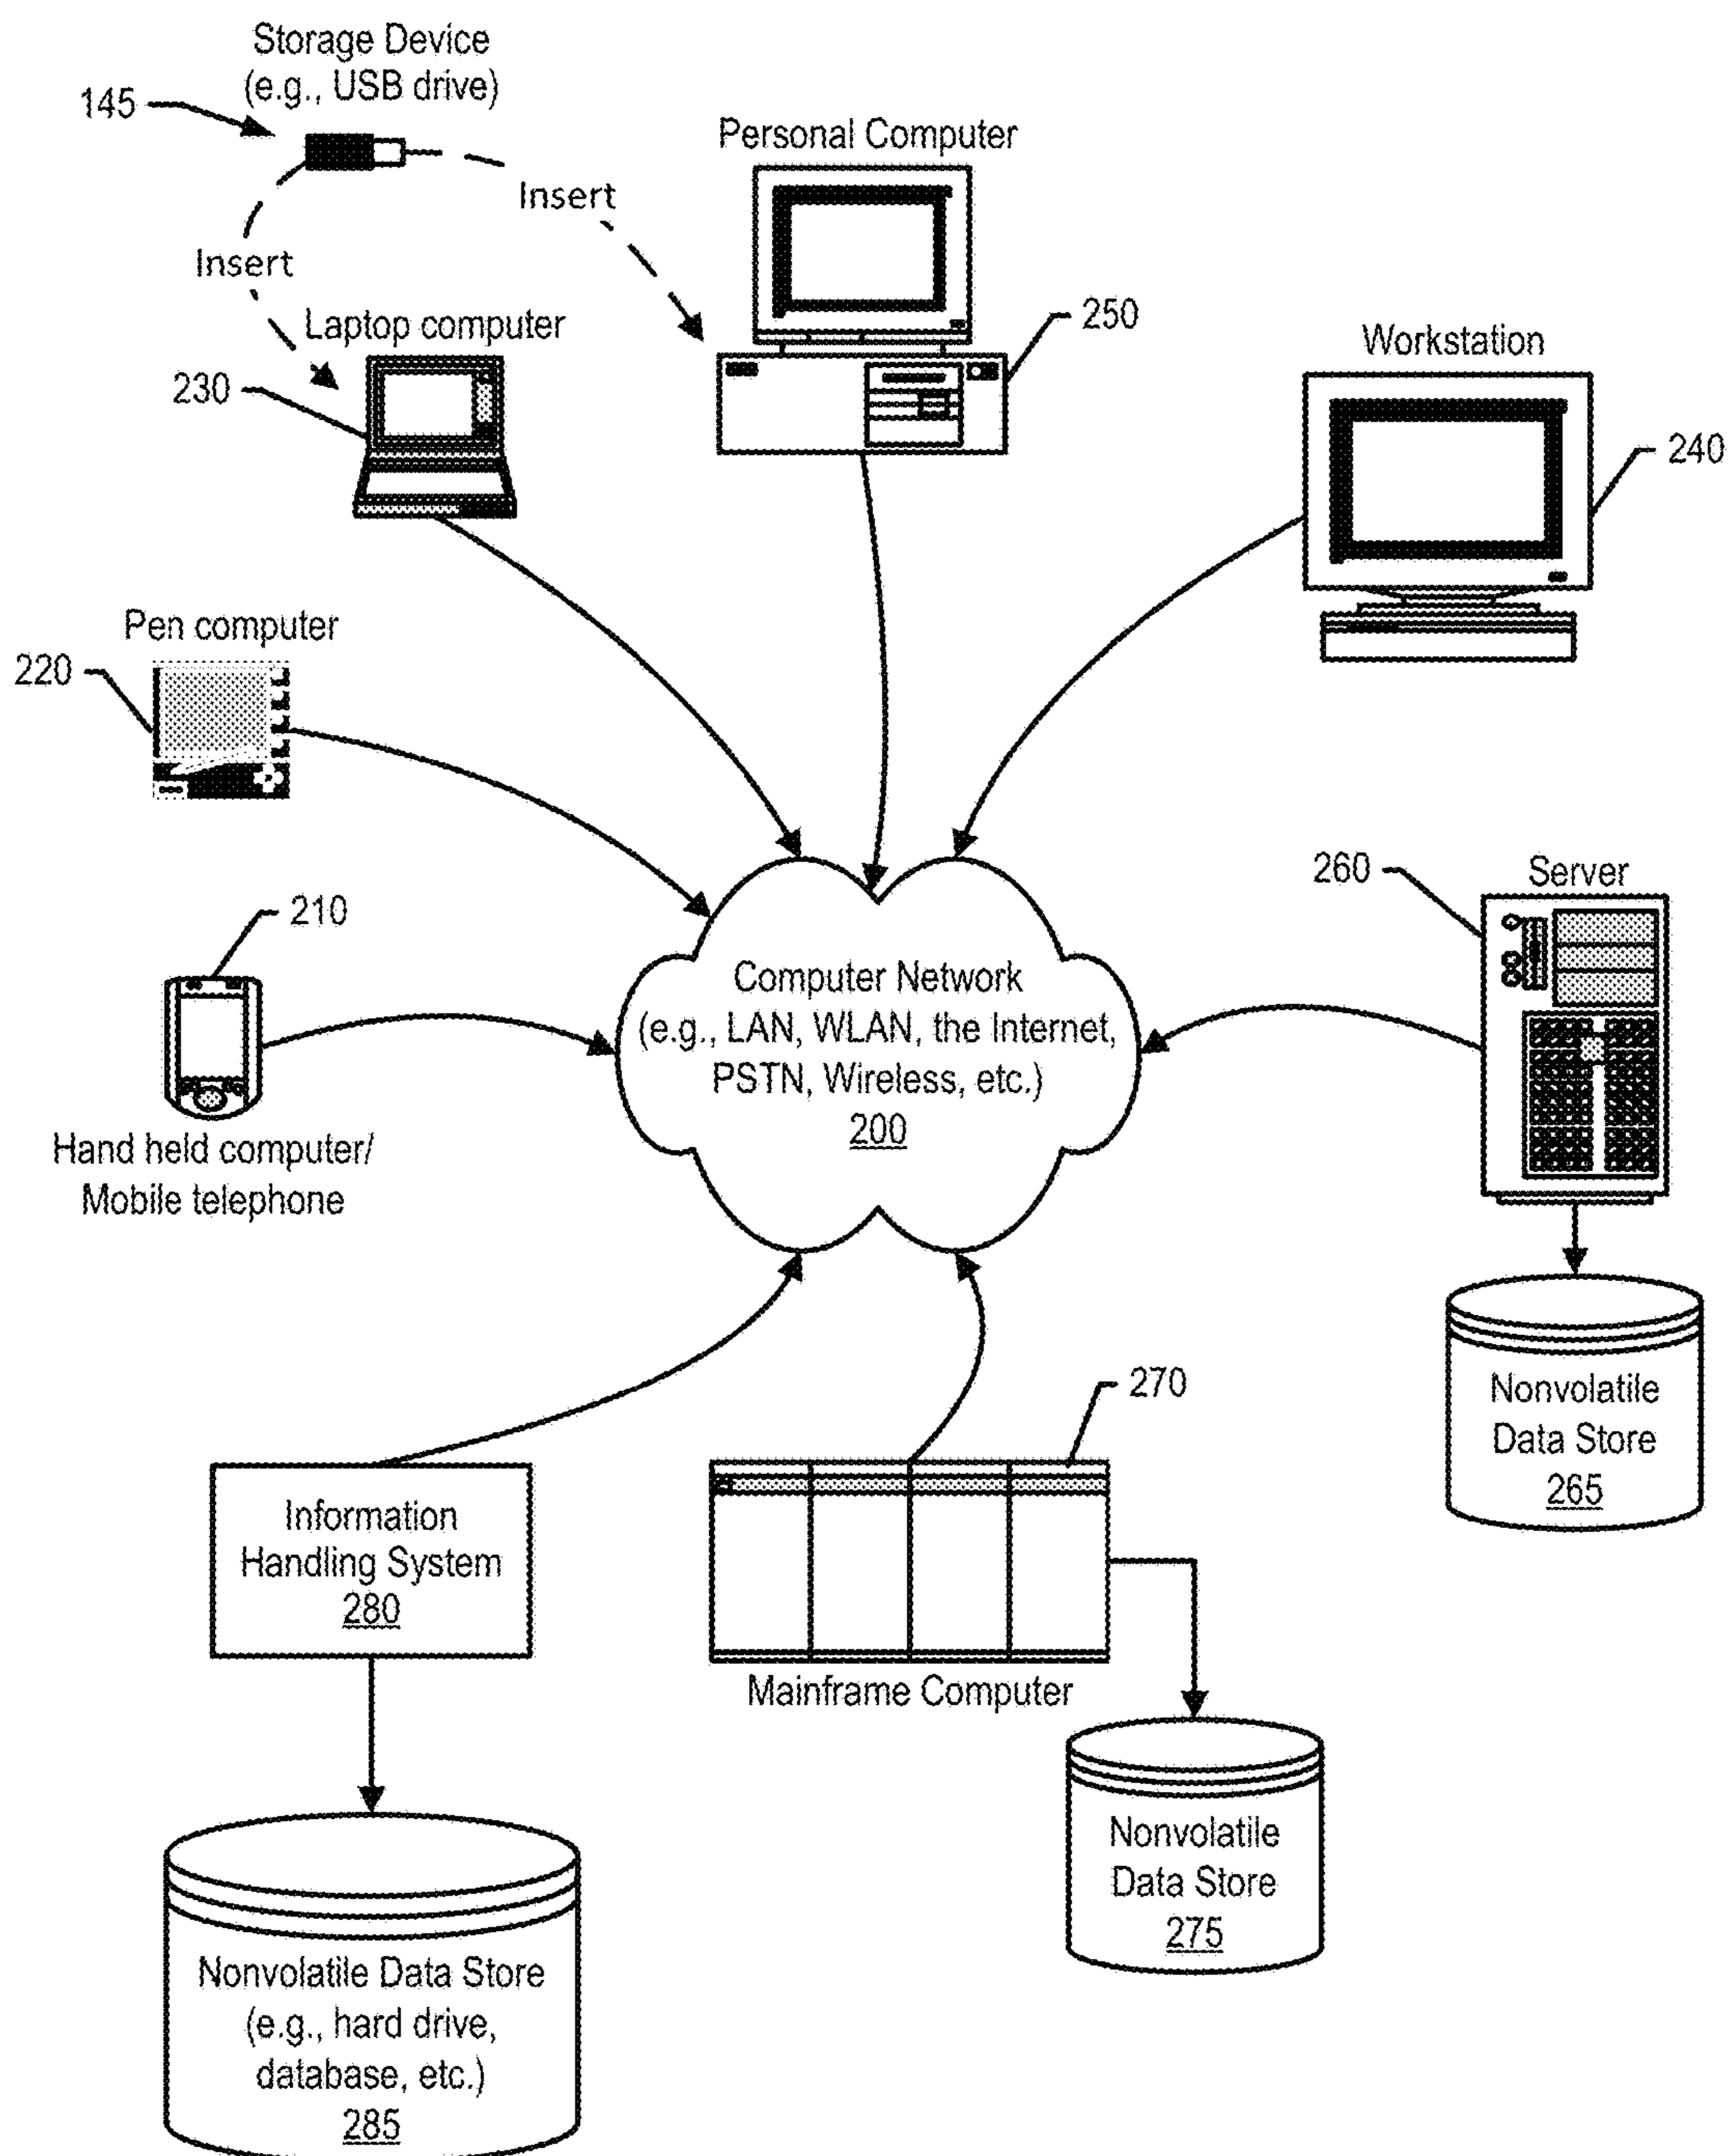 Storage Device
(e.g., USB drive)
145
Personal Computer
Insert
Insert
Laptop computer
250
Workstation
230
240
Pen computer
220
260
Server
210
Computer Network
(e.g., LAN, WLAN, the Internet,
PSTN, Wireless, etc.)
200
Hand held computer/
Mobile telephone
270
Nonvolatile
Data Store
265
Information
Handling System
280
Mainframe Computer
Nonvolatile
Data Store
275
Nonvolatile Data Store
(e.g., hard drive,
database, etc.)
285